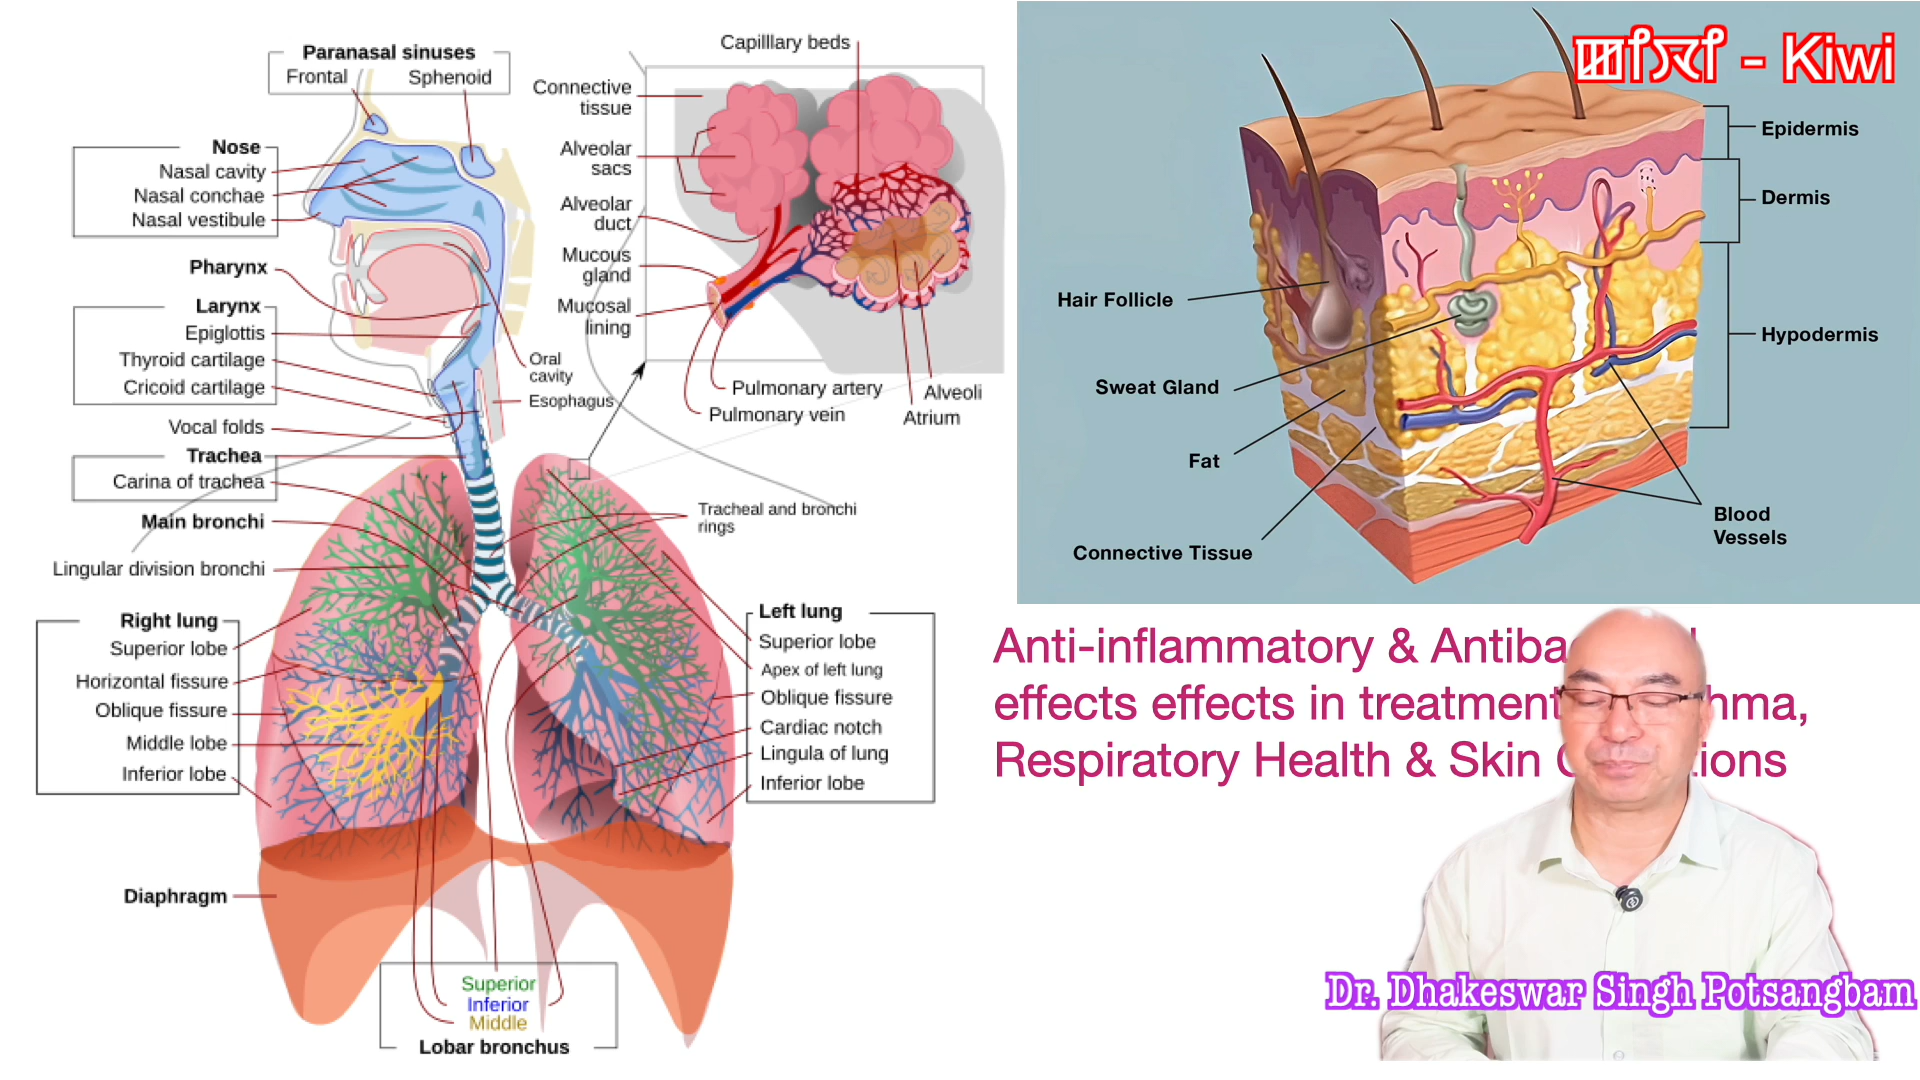 Paranasal sinuses
Frontal
Sphenoid
Nose
Nasal cavity
Nasal conchae
Nasal vestibule
Pharynx
Larynx
Epiglottis
Thyroid cartilage
Cricoid cartilage
Vocal folds
Trachea
Carina of trachea
Main bronchi
Lingular division bronchi
Right lung
Superior lobe
Horizontal fissure
Oblique fissure
Middle lobe
Inferior lobe
Diaphragm
Superior
Inferior
Middle
Lobar bronchus
Capilllary beds
Connective
tissue
Alveolar
sacs
Alveolar
duct
Mucous
gland
Mucosal
lining
Pulmonary artery
Pulmonary vein
Alveoli
Atrium
Oral
cavity
Esophagus
Tracheal and bronchi
rings
Left lung
Superior lobe
Apex of left lung
Oblique fissure
Cardiac notch
Lingula of lung
Inferior lobe
- Kiwi
Epidermis
Dermis
Hypodermis
Hair Follicle
Sweat Gland
Fat
Connective Tissue
Blood
Vessels
Anti-inflammatory & 
effects effects in treatment
Respiratory Health & Skin
Dr. Dhakeswar Singh Potsangbam